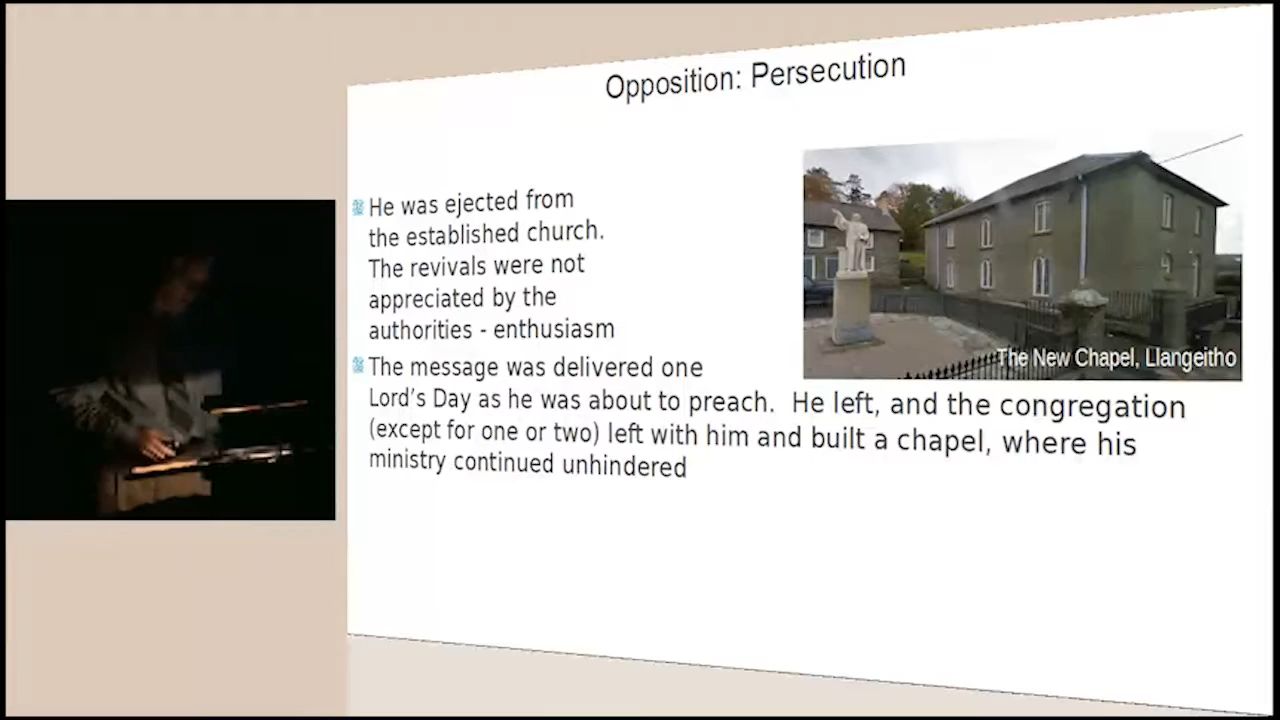 Opposition: Persecution
He was ejected from
the established church.
The revivals were not
appreciated by the
authorities - enthusiasm
The message was delivered one
Lord’s Day as he was about to preach.  He left, and the congregation
(except for one or two) left with him and built a chapel, where his
ministry continued unhindered
The New Chapel, Llangeitho